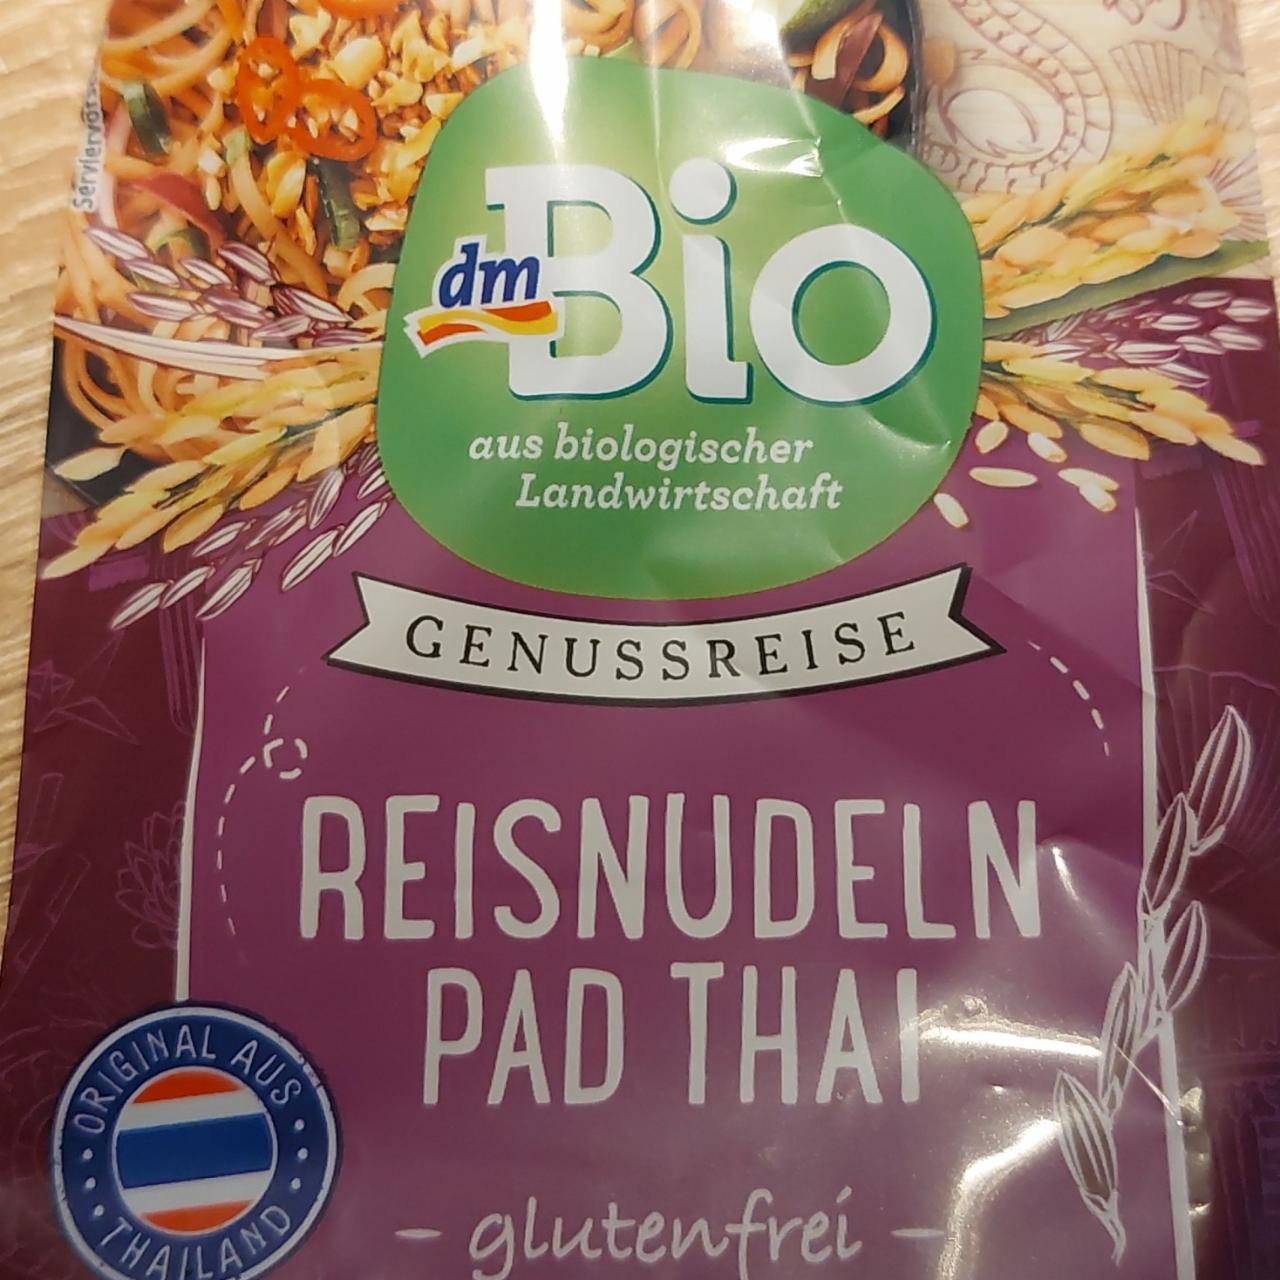 dm
Bio
aus biologischer
Landwirtschaft
GENUSSREISE
REISNUDELN
PAD THAI
ORIGINAL AUS
THAILAND
- glutenfrei -